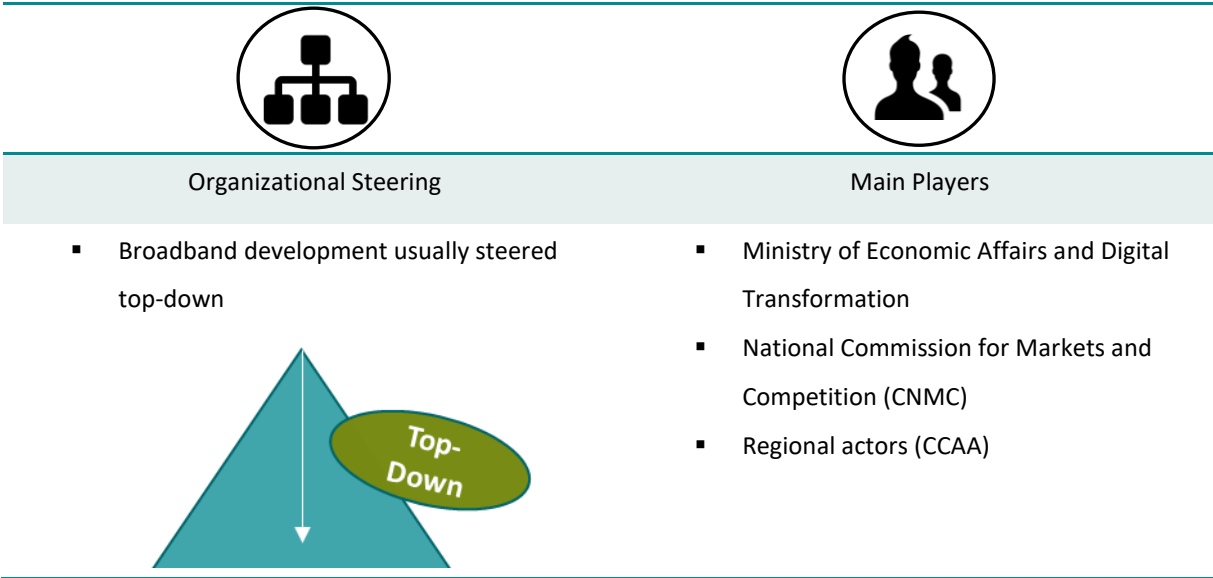 Organizational Steering
Main Players
▪ Broadband development usually steered
top-down
Top-
Down
▪ Ministry of Economic Affairs and Digital
Transformation
▪ National Commission for Markets and
Competition (CNMC)
▪ Regional actors (CCAA)